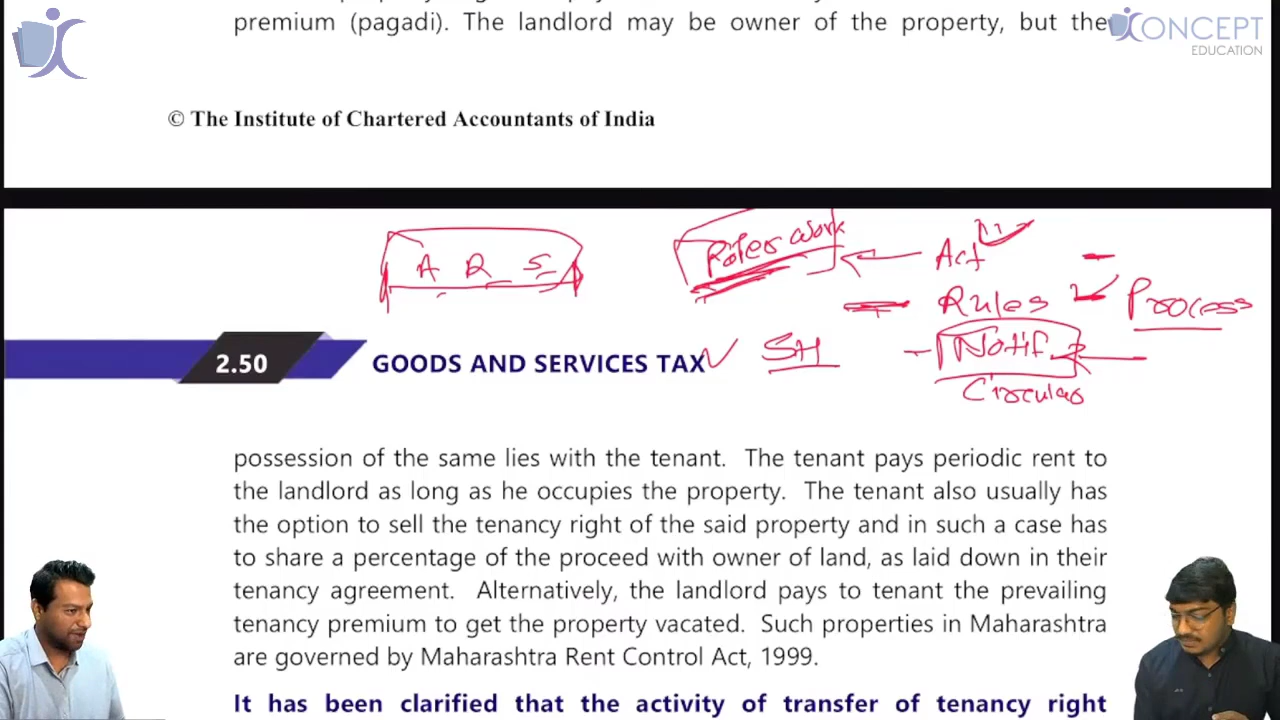 premium (pagadi). The landlord may be owner of the property, but the
CONCEPT
EDUCATION
© The Institute of Chartered Accountants of India
A R S
work
Act
Rules
Process
2.50
GOODS AND SERVICES TAX
SH
Notif
Circular
possession of the same lies with the tenant. The tenant pays periodic rent to
the landlord as long as he occupies the property. The tenant also usually has
the option to sell the tenancy right of the said property and in such a case has
to share a percentage of the proceed with owner of land, as laid down in their
tenancy agreement. Alternatively, the landlord pays to tenant the prevailing
tenancy premium to get the property vacated. Such properties in Maharashtra
are governed by Maharashtra Rent Control Act, 1999.
It has been clarified that the activity of transfer of tenancy right